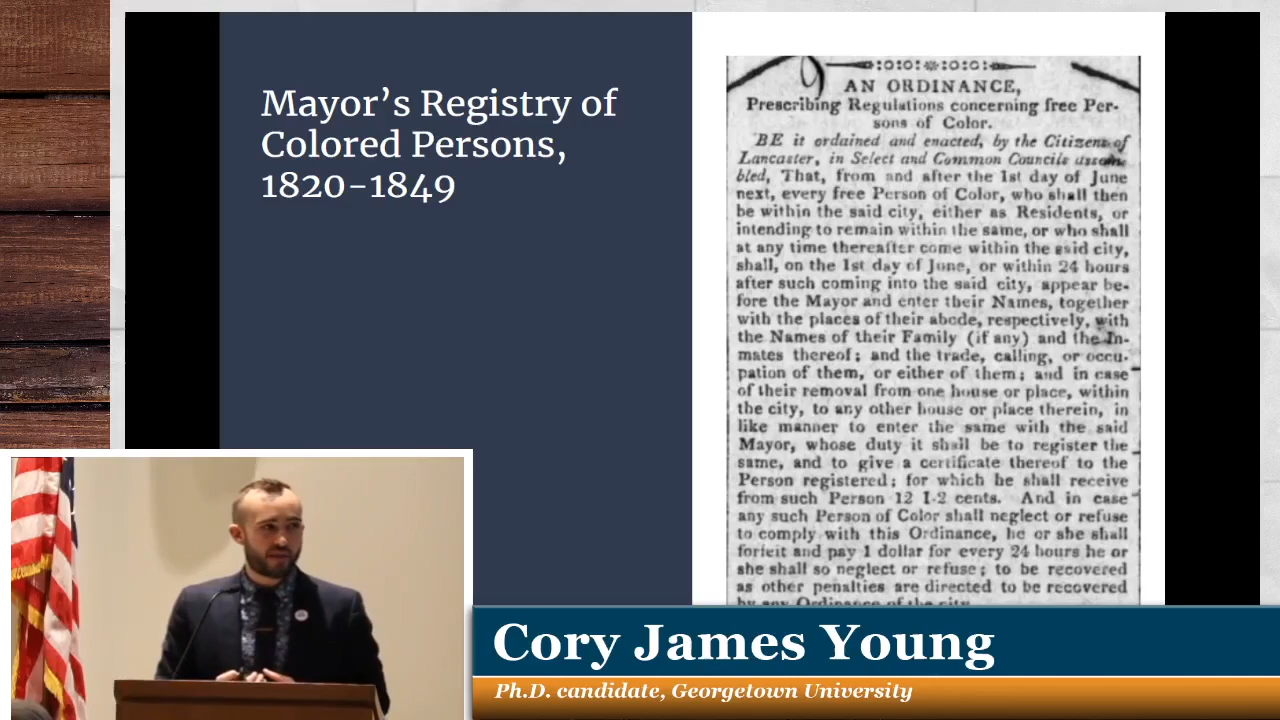 Mayor’s Registry of
Colored Persons,
1820-1849
AN ORDINANCE,
Prescribing Regulations concerning free Per-
sons of Color.
BE it ordained and enacted, by the Citizens of
Lancaster, in Select and Common Councils assem-
bled, That, from and after the 1st day of June
next, every free Person of Color, who shall then
be within the said city, either as Residents, or
intending to remain within the same, or who shall
at any time thereafter come within the said city,
shall, on the 1st day of June, or within 24 hours
after such coming into the said city, appear be-
fore the Mayor and enter their Names, together
with the places of their abode, respectively, with
the Names of their Family (if any) and the In-
mates thereof; and the trade, calling, or occu-
pation of them, or either of them; and in case
of their removal from one house or place, within
the city, to any other house or place therein, in
like manner to enter the same with the said
Mayor, whose duty it shall be to register the
same, and to give a certificate thereof to the
Person registered; for which he shall receive
from such Person 12 1-2 cents. And in case
any such Person of Color shall neglect or refuse
to comply with this Ordinance, he or she shall
forfeit and pay 1 dollar for every 24 hours he or
she shall so neglect or refuse; to be recovered
as other penalties are directed to be recovered
by any Ordinance of the city
Cory James Young
Ph.D. candidate, Georgetown University